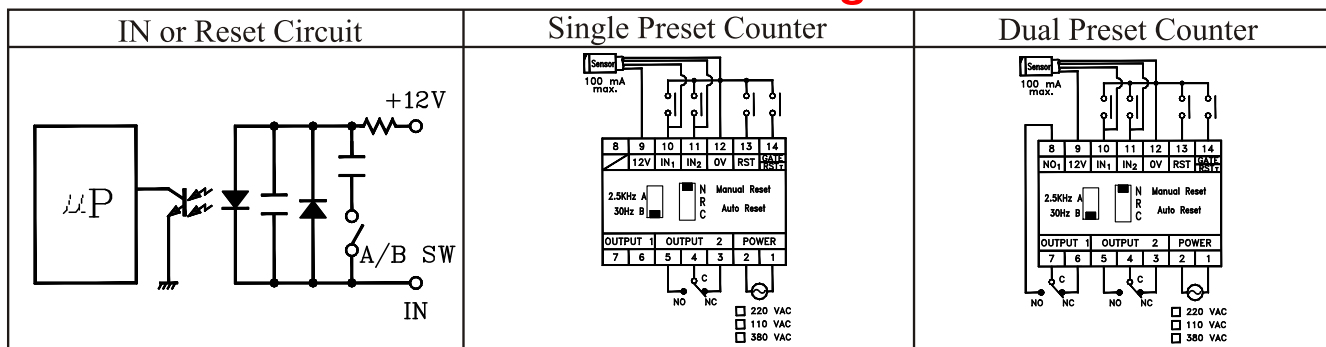 IN or Reset Circuit
Single Preset Counter
Dual Preset Counter
+12V
μP
A/B SW
IN
Sensor
100 mA
max.
8 9 10 11 12 13 14
12V IN₁ IN₂ 0V RST GATE
RST₁
2.5KHz A
30Hz B
N
R
C
Manual Reset
Auto Reset
OUTPUT 1 OUTPUT 2 POWER
7 6 5 4 3 2 1
C
NO NC
220 VAC
110 VAC
380 VAC
Sensor
100 mA
max.
8 9 10 11 12 13 14
NO₁ 12V IN₁ IN₂ 0V RST GATE
RST₁
2.5KHz A
30Hz B
N
R
C
Manual Reset
Auto Reset
OUTPUT 1 OUTPUT 2 POWER
7 6 5 4 3 2 1
C C
NO NC NO NC
220 VAC
110 VAC
380 VAC